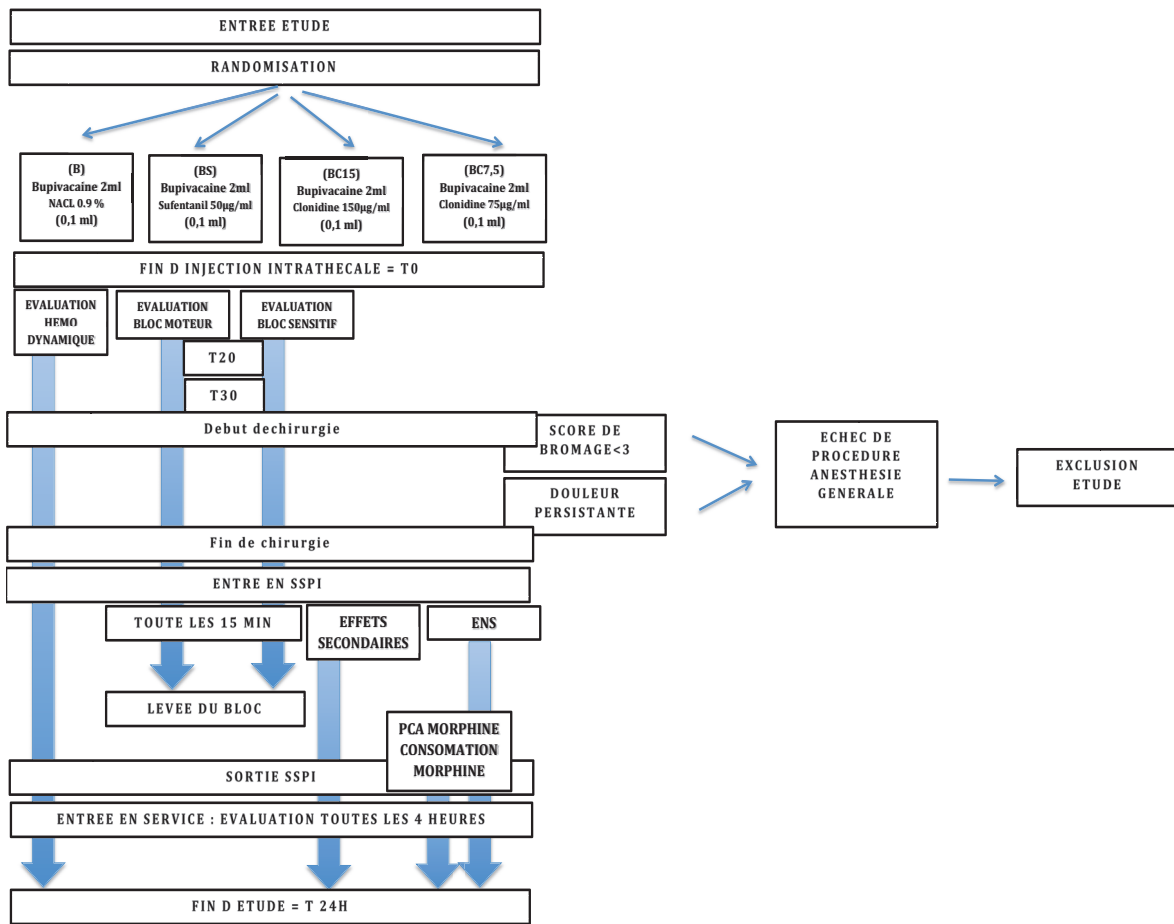 ENTREE ETUDE
RANDOMISATION
(B)
Bupivacaine 2ml
NACL 0.9 %
(0,1 ml)
(BS)
Bupivacaine 2ml
Sufentanil 50µg/ml
(0,1 ml)
(BC15)
Bupivacaine 2ml
Clonidine 150µg/ml
(0,1 ml)
(BC7,5)
Bupivacaine 2ml
Clonidine 75µg/ml
(0,1 ml)
FIN D INJECTION INTRATHECALE = T0
EVALUATION
HEMO
DYNAMIQUE
EVALUATION
BLOC MOTEUR
EVALUATION
BLOC SENSITIF
T20
T30
Debut dechirurgie
SCORE DE
BROMAGE<3
DOULEUR
PERSISTANTE
ECHEC DE
PROCEDURE
ANESTHESIE
GENERALE
EXCLUSION
ETUDE
Fin de chirurgie
ENTRE EN SSPI
TOUTE LES 15 MIN
EFFETS
SECONDAIRES
ENS
LEVEE DU BLOC
PCA MORPHINE
CONSOMATION
MORPHINE
SORTIE SSPI
ENTREE EN SERVICE : EVALUATION TOUTES LES 4 HEURES
FIN D ETUDE = T 24H